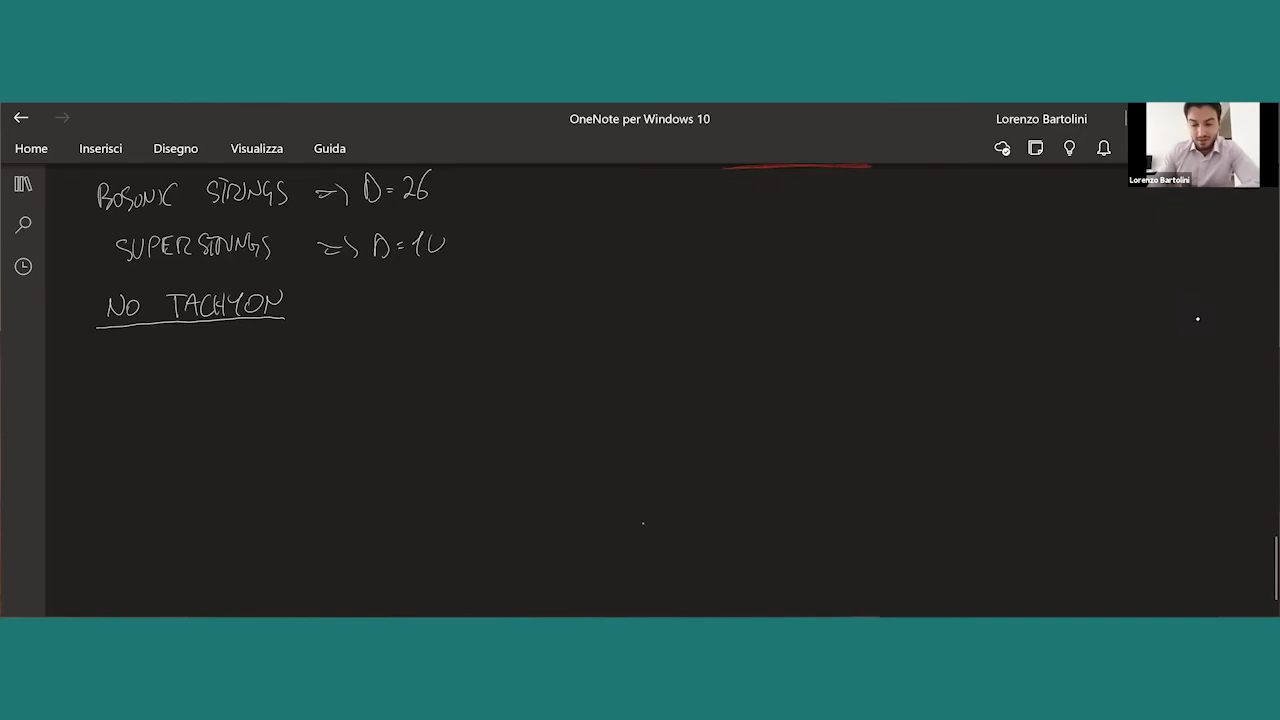 OneNote per Windows 10
Lorenzo Bartolini
Home Inserisci Disegno Visualizza Guida
Lorenzo Bartolini
BOSONIC STRINGS => D = 26
SUPERSTRINGS => D = 10
NO TACHYON